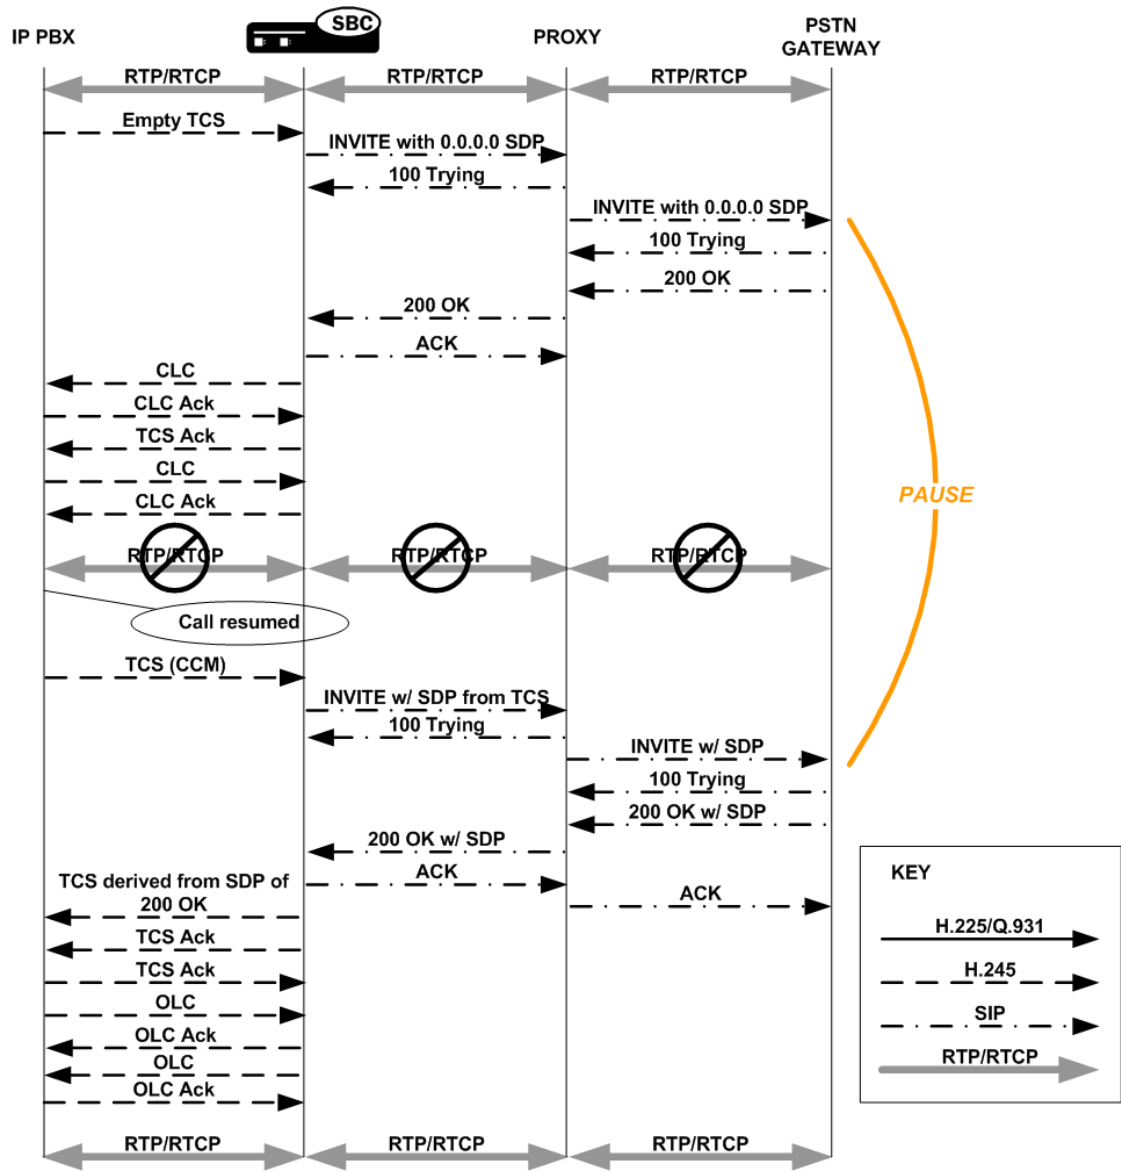 IP PBX
SBC
PROXY
PSTN
GATEWAY
RTP/RTCP
RTP/RTCP
RTP/RTCP
Empty TCS
INVITE with 0.0.0.0 SDP
100 Trying
INVITE with 0.0.0.0 SDP
100 Trying
200 OK
200 OK
ACK
CLC
CLC Ack
TCS Ack
CLC
CLC Ack
PAUSE
RTP/RTCP
RTP/RTCP
RTP/RTCP
Call resumed
TCS (CCM)
INVITE w/ SDP from TCS
100 Trying
INVITE w/ SDP
100 Trying
200 OK w/ SDP
200 OK w/ SDP
ACK
ACK
TCS derived from SDP of
200 OK
TCS Ack
TCS Ack
OLC
OLC Ack
OLC
OLC Ack
RTP/RTCP
RTP/RTCP
RTP/RTCP
KEY
H.225/Q.931
H.245
SIP
RTP/RTCP